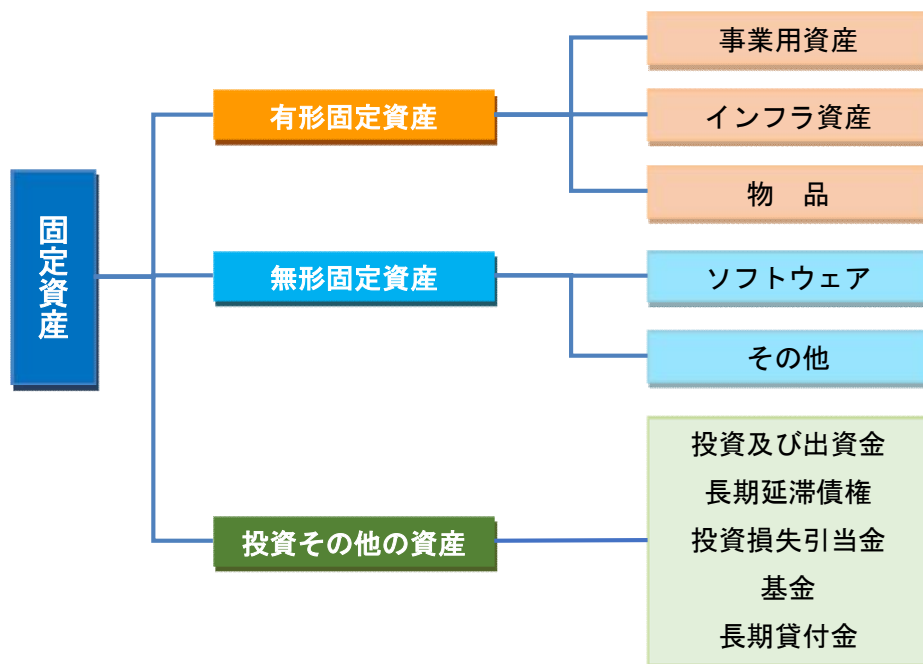 固定資産
有形固定資産
事業用資産
インフラ資産
物　品
無形固定資産
ソフトウェア
その他
投資その他の資産
投資及び出資金
長期延滞債権
投資損失引当金
基金
長期貸付金